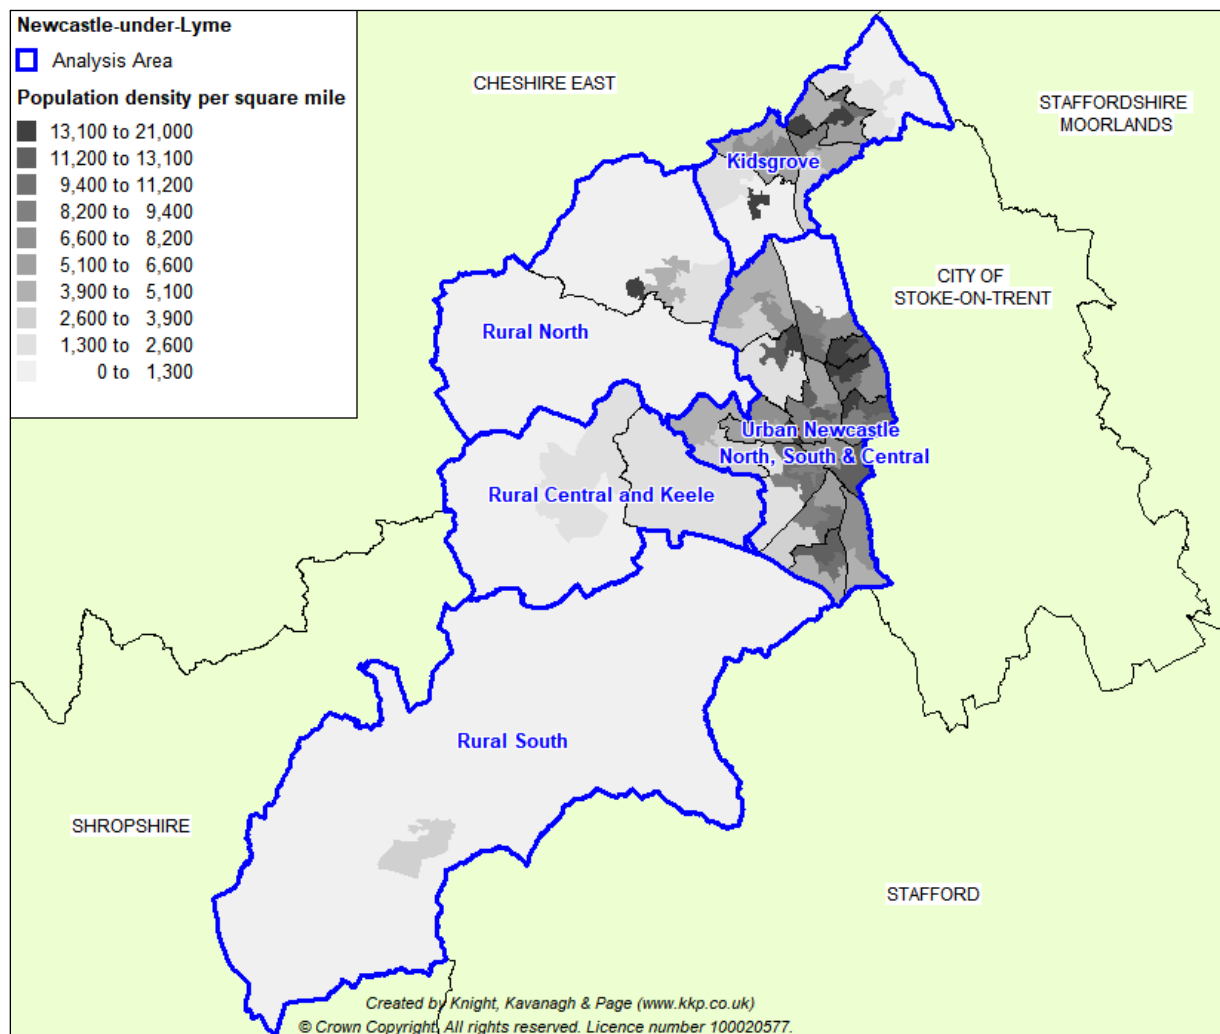 Newcastle-under-Lyme
Analysis Area
Population density per square mile
13,100 to 21,000
11,200 to 13,100
9,400 to 11,200
8,200 to 9,400
6,600 to 8,200
5,100 to 6,600
3,900 to 5,100
2,600 to 3,900
1,300 to 2,600
0 to 1,300
CHESHIRE EAST
STAFFORDSHIRE
MOORLANDS
Kidsgrove
CITY OF
STOKE-ON-TRENT
Rural North
Urban Newcastle
North, South & Central
Rural Central and Keele
Rural South
SHROPSHIRE
STAFFORD
Created by Knight, Kavanagh & Page (www.kkp.co.uk)
© Crown Copyright. All rights reserved. Licence number 100020577.